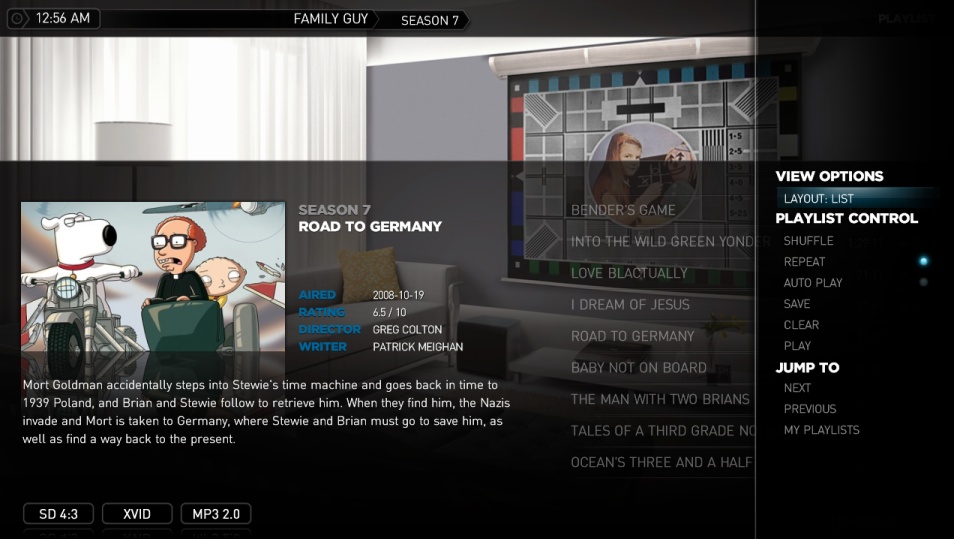 12:56 AM
FAMILY GUY
SEASON 7
PLAYLIST
SEASON 7
ROAD TO GERMANY
AIRED 2008-10-19
RATING 6.5 / 10
DIRECTOR GREG COLTON
WRITER PATRICK MEIGHAN
Mort Goldman accidentally steps into Stewie's time machine and goes back in time to
1939 Poland, and Brian and Stewie follow to retrieve him. When they find him, the Nazis
invade and Mort is taken to Germany, where Stewie and Brian must go to save him, as
well as find a way back to the present.
SD 4:3
XVID
MP3 2.0
BENDER'S GAME
INTO THE WILD GREEN YONDER
LOVE BLACTUALLY
I DREAM OF JESUS
ROAD TO GERMANY
BABY NOT ON BOARD
THE MAN WITH TWO BRIANS
TALES OF A THIRD GRADE NO
OCEAN'S THREE AND A HALF
VIEW OPTIONS
LAYOUT: LIST
PLAYLIST CONTROL
SHUFFLE
REPEAT
AUTO PLAY
SAVE
CLEAR
PLAY
JUMP TO
NEXT
PREVIOUS
MY PLAYLISTS